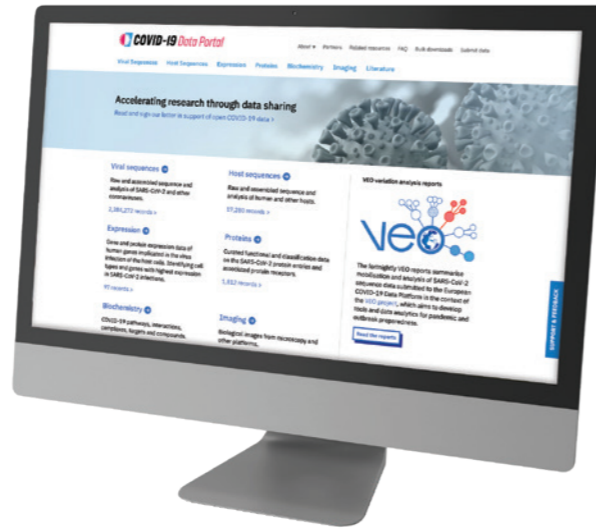 COVID-19 Data Portal
About Partners Related resources FAQ Bulk downloads Submit data
Viral Sequences Host Sequences Expression Proteins Biochemistry Imaging Literature
Accelerating research through data sharing
Read and sign our letter in support of open COVID-19 data >
Viral sequences
Raw and assembled sequence and
analysis of SARS-CoV-2 and other
coronaviruses.
records >
Expression
Gene and protein expression data of
human genes implicated in the virus
infection of the host cells. Identifying cell
types and genes with highest expression
in SARS-CoV-2 infections.
records >
Biochemistry
COVID-19 pathways, interactions,
complexes, targets and compounds.
Host sequences
Raw and assembled sequence and
analysis of human and other hosts.
records >
Proteins
Curated functional and classification data
on the SARS-CoV-2 protein entries and
associated protein receptors.
records >
Imaging
Biological images from microscopy and
other platforms.
VEO variation analysis reports
VEO
The fortnightly VEO reports summarise
mobilisation and analysis of SARS-CoV-2
sequence data submitted to the European
COVID-19 Data Platform in the context of
the VEO project, which aims to develop
tools and data analytics for pandemic and
outbreak preparedness.
Read the reports
SUPPORT & FEEDBACK